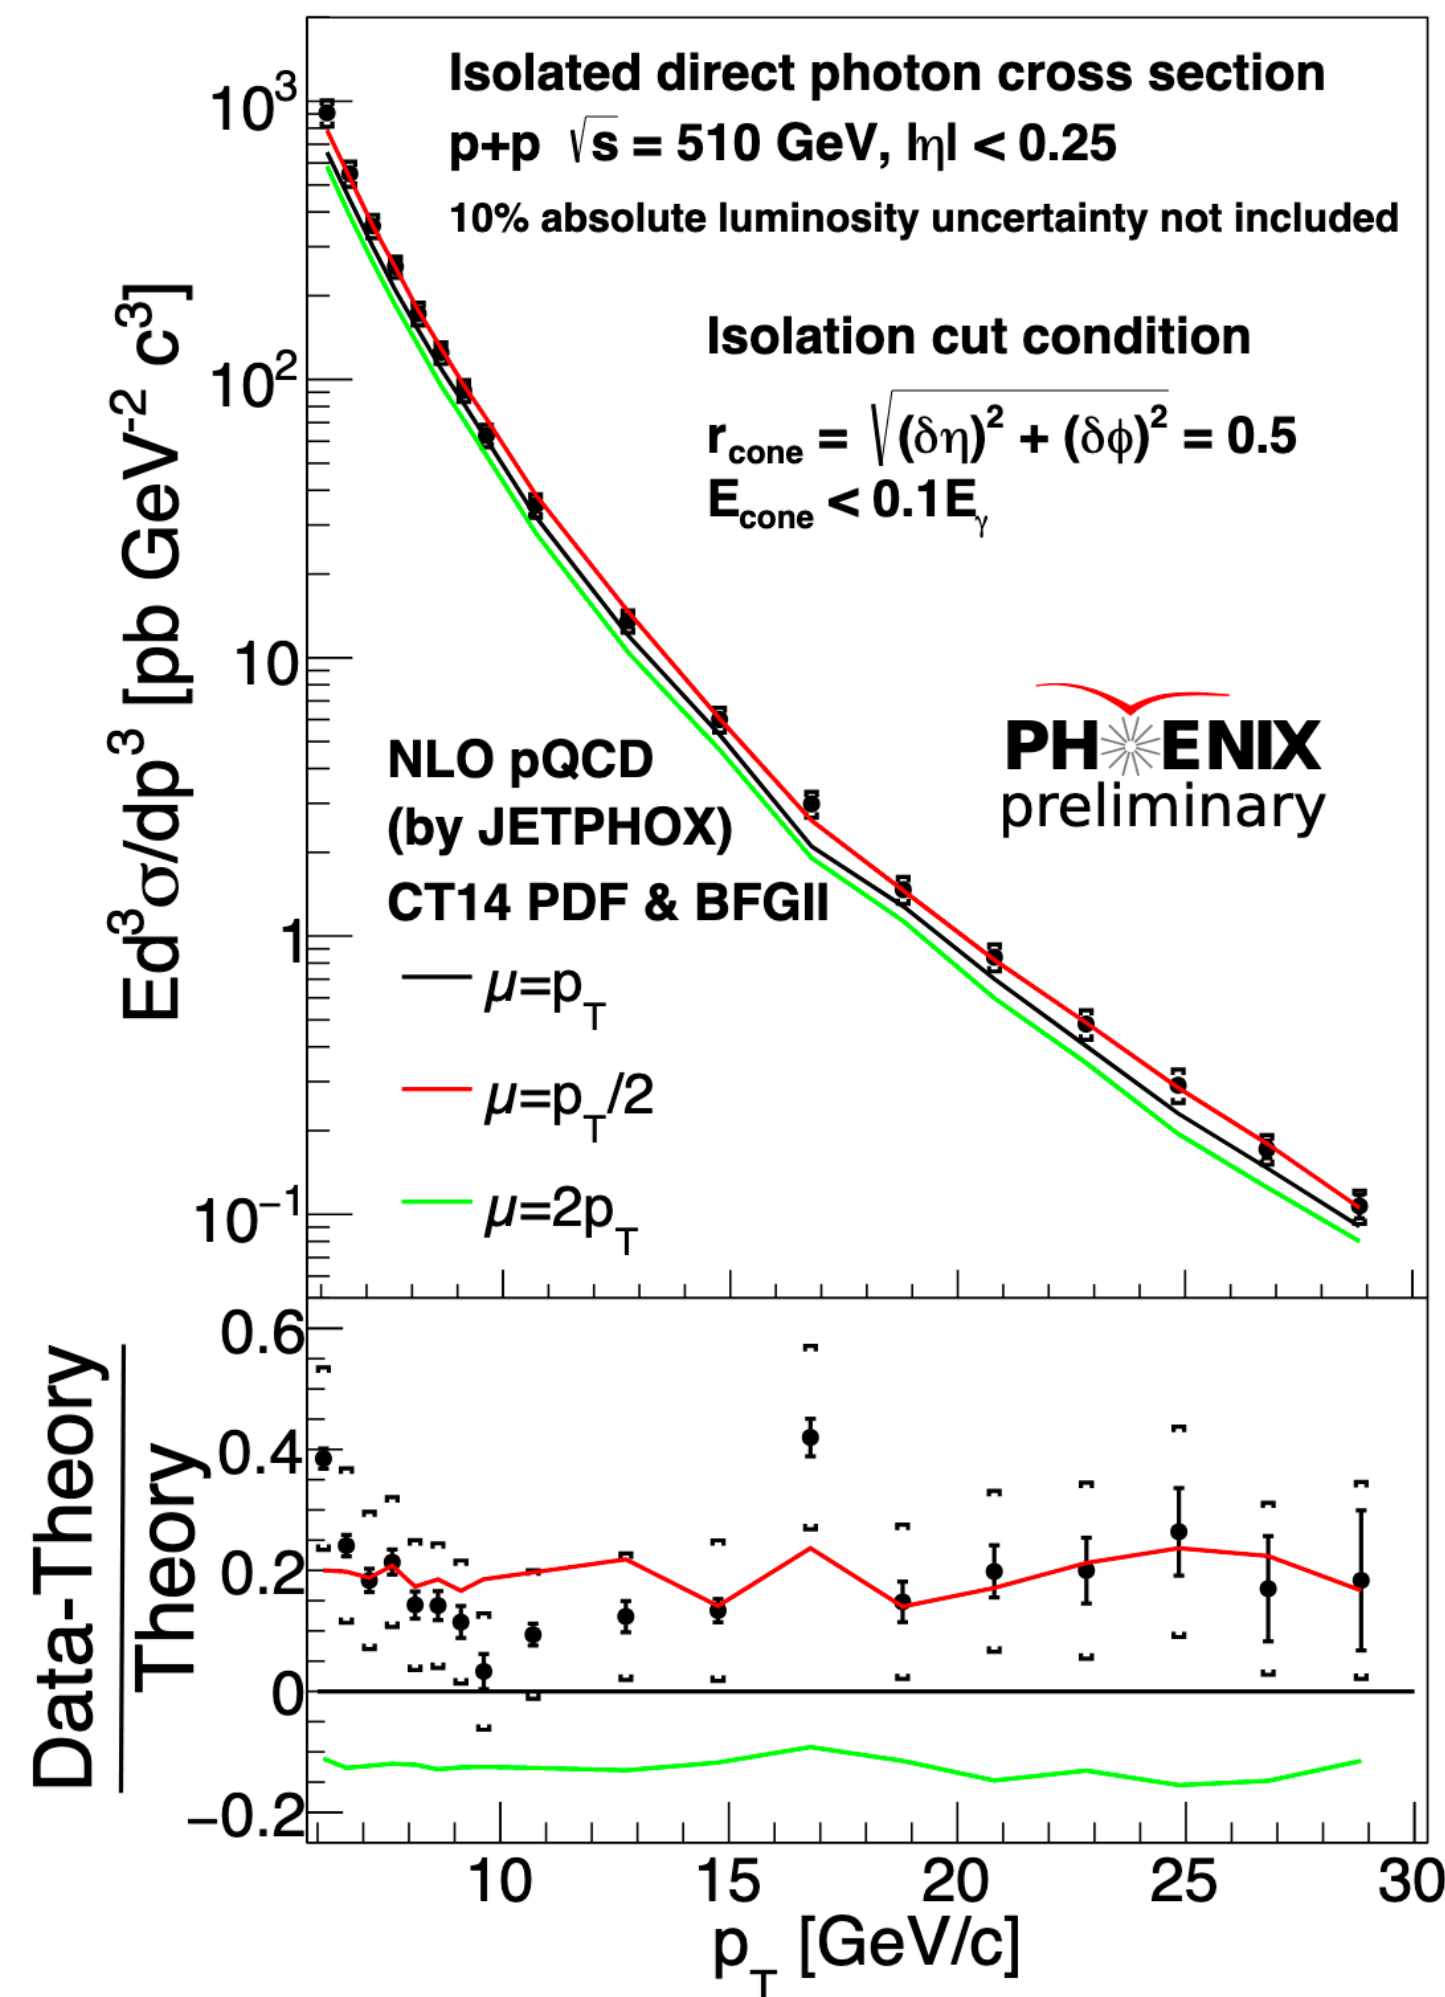 Isolated direct photon cross section
p+p √s = 510 GeV, |η| < 0.25
10% absolute luminosity uncertainty not included
Isolation cut condition
r_cone = √(δη)² + (δϕ)² = 0.5
E_cone < 0.1E_γ
PHENIX
preliminary
NLO pQCD
(by JETPHOX)
CT14 PDF & BFGII
μ=p_T
μ=p_T/2
μ=2p_T
Ed³σ/dp³ [pb GeV⁻² c³]
10³
10²
10
1
10⁻¹
Data-Theory
Theory
0.6
0.4
0.2
0
−0.2
10 15 20 25 30
p_T [GeV/c]